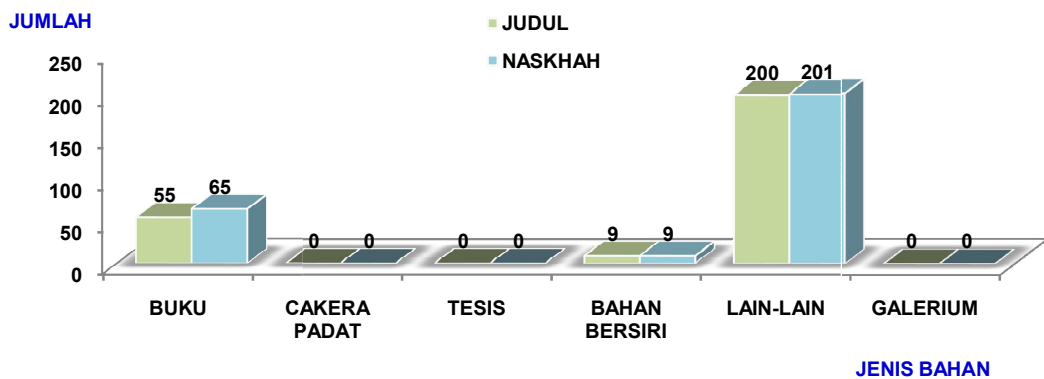 JUMLAH
JUDUL
NASKHAH
250
200
150
100
50
0
55 65
0 0
0 0
9 9
200 201
0 0
BUKU
CAKERA
PADAT
TESIS
BAHAN
BERSIRI
LAIN-LAIN
GALERIUM
JENIS BAHAN